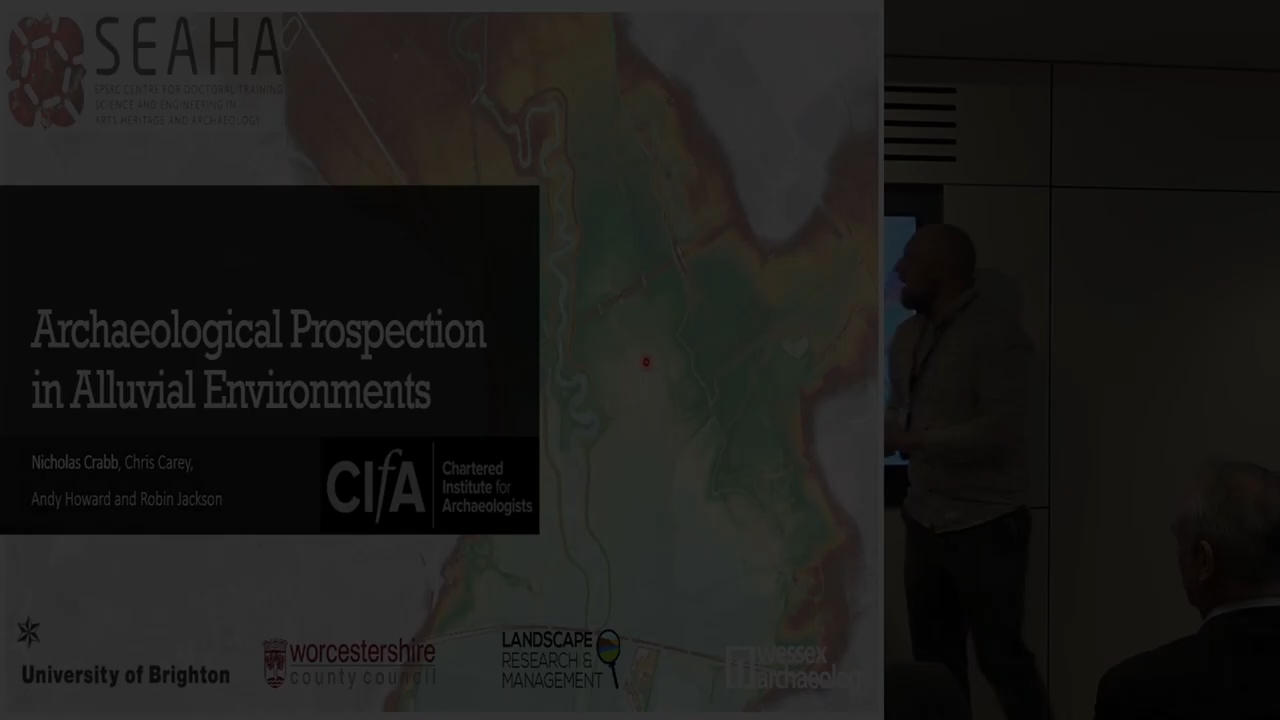 SEAHA
EPSRC CENTRE FOR DOCTORAL TRAINING
SCIENCE AND ENGINEERING IN
ARTS HERITAGE AND ARCHAEOLOGY
Archaeological Prospection
in Alluvial Environments
Nicholas Crabb, Chris Carey,
Andy Howard and Robin Jackson
CIfA
Chartered
Institute for
Archaeologists
University of Brighton
worcestershire
county council
LANDSCAPE
RESEARCH &
MANAGEMENT
wessex
archaeology